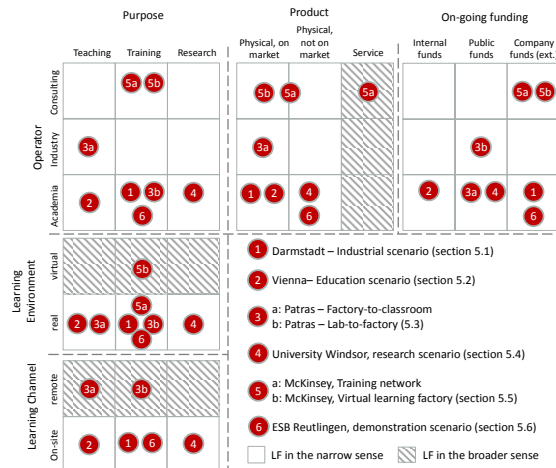 Purpose
Product
On-going funding
Teaching
Training
Research
Physical, on market
Physical, not on market
Service
Internal funds
Public funds
Company funds (ext.)
Operator
Consulting
5a 5b
5b 5a
5a
5a 5b
Industry
3a
3a
3b
Academia
2
1 3b
6
4
1 2
4
6
2
3a 4
1
6
Learning Environment
virtual
5b
real
2 3a
5a
1 3b
6
4
Learning Channel
remote
3a
3b
On-site
2
1 6
4
1 Darmstadt – Industrial scenario (section 5.1)
2 Vienna– Education scenario (section 5.2)
3 a: Patras – Factory-to-classroom
b: Patras – Lab-to-factory (5.3)
4 University Windsor, research scenario (section 5.4)
5 a: McKinsey, Training network
b: McKinsey, Virtual learning factory (section 5.5)
6 ESB Reutlingen, demonstration scenario (section 5.6)
LF in the narrow sense
LF in the broader sense